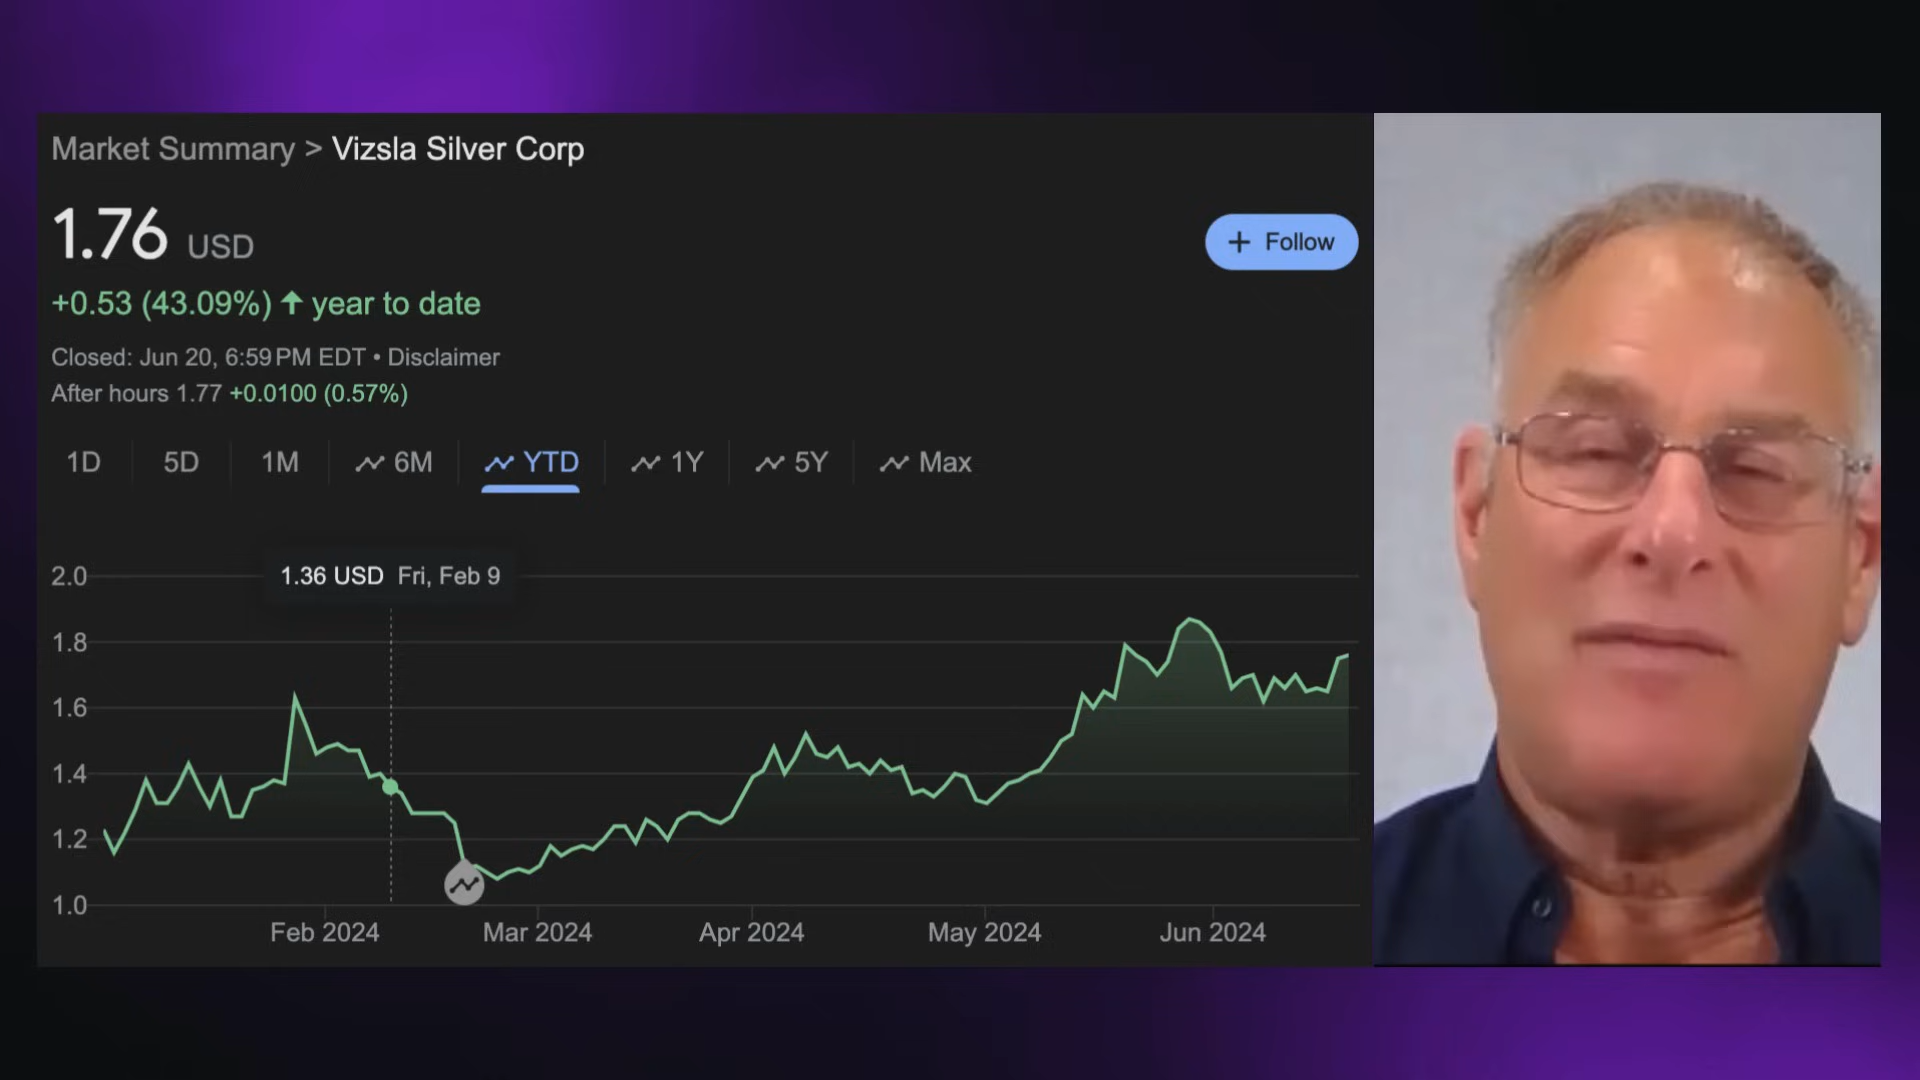 Market Summary > Vizsla Silver Corp
1.76 USD
+ Follow
+0.53 (43.09%) ↑ year to date
Closed: Jun 20, 6:59 PM EDT • Disclaimer
After hours 1.77 +0.0100 (0.57%)
1D 5D 1M 6M YTD 1Y 5Y Max
1.36 USD Fri, Feb 9
2.0
1.8
1.6
1.4
1.2
1.0
Feb 2024 Mar 2024 Apr 2024 May 2024 Jun 2024